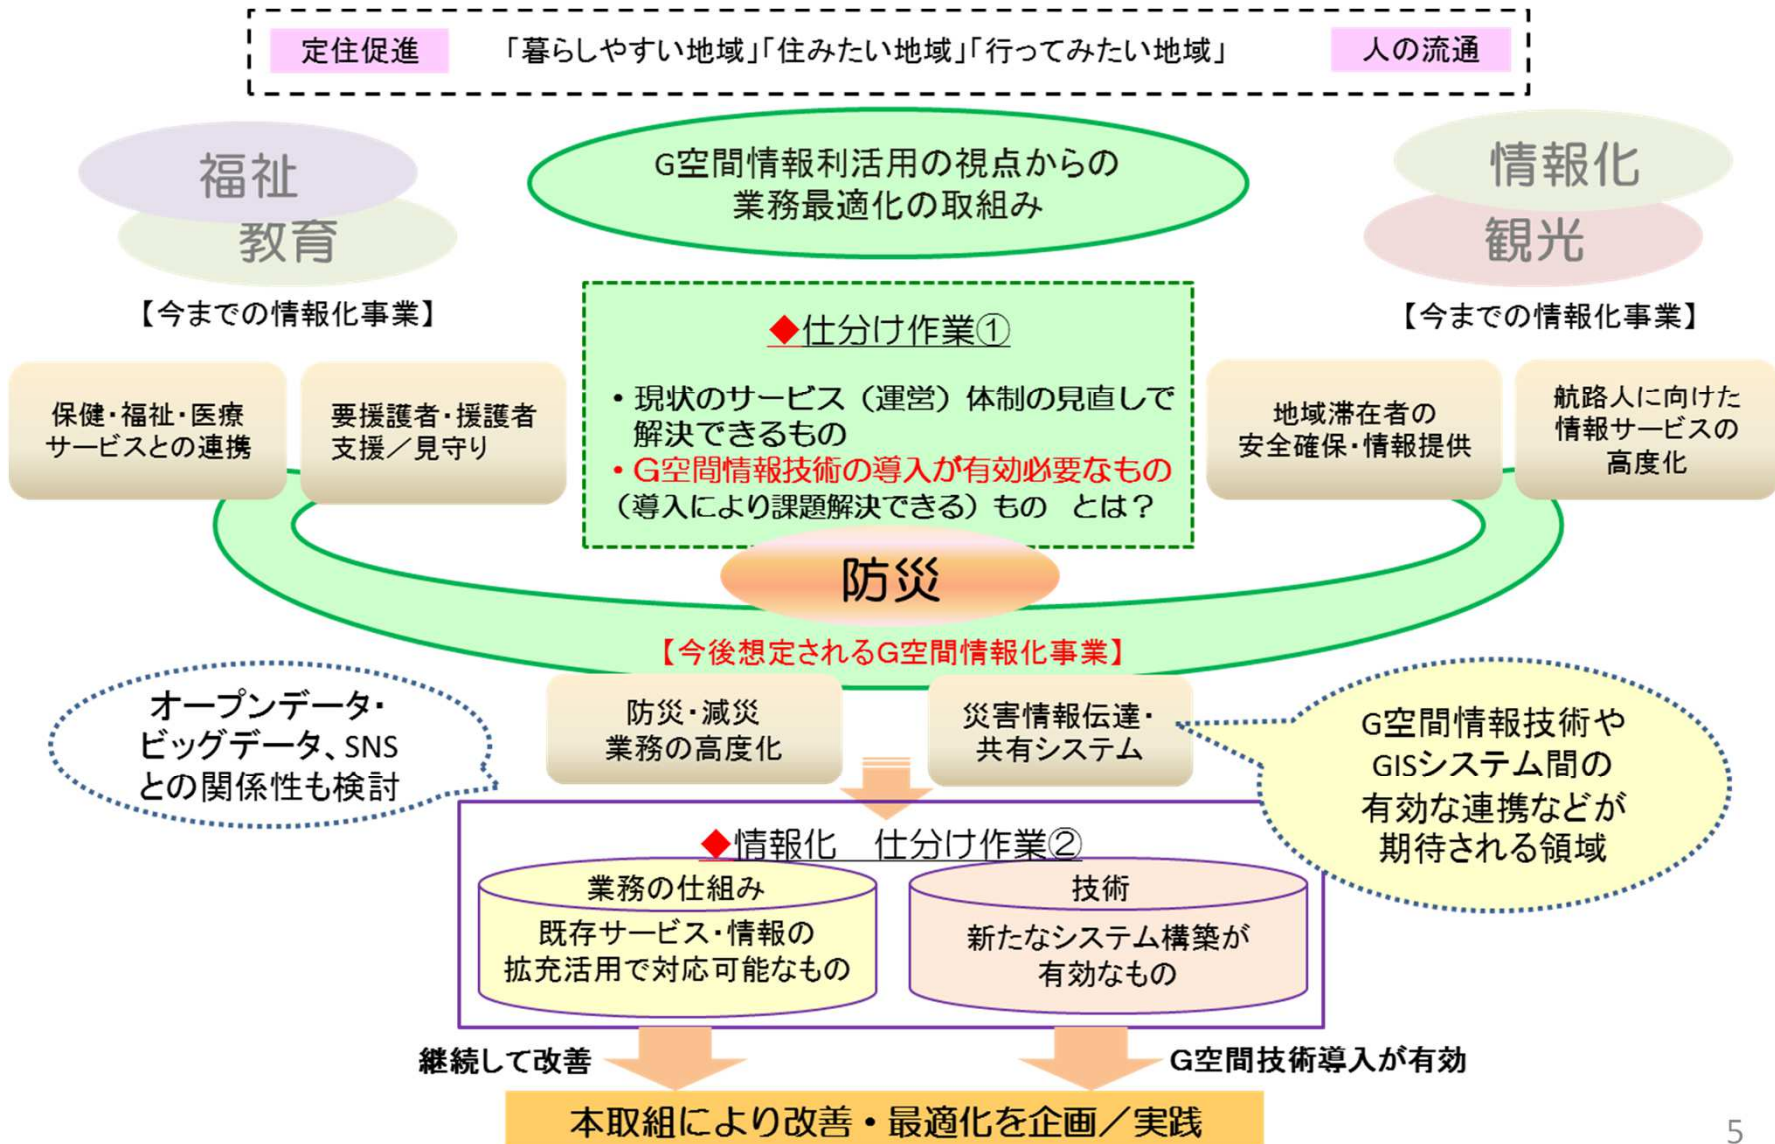 定住促進
「暮らしやすい地域」「住みたい地域」「行ってみたい地域」
人の流通
G空間情報利活用の視点からの
業務最適化の取組み
福祉
教育
【今までの情報化事業】
情報化
観光
【今までの情報化事業】
◆仕分け作業①
・現状のサービス（運営）体制の見直しで
解決できるもの
・G空間情報技術の導入が有効必要なもの
（導入により課題解決できる）もの　とは？
保健・福祉・医療
サービスとの連携
要援護者・援護者
支援／見守り
地域滞在者の
安全確保・情報提供
航路人に向けた
情報サービスの
高度化
防災
【今後想定されるG空間情報化事業】
防災・減災
業務の高度化
災害情報伝達・
共有システム
オープンデータ・
ビッグデータ、SNS
との関係性も検討
G空間情報技術や
GISシステム間の
有効な連携などが
期待される領域
◆情報化　仕分け作業②
業務の仕組み
既存サービス・情報の
拡充活用で対応可能なもの
技術
新たなシステム構築が
有効なもの
継続して改善
G空間技術導入が有効
本取組により改善・最適化を企画／実践
5